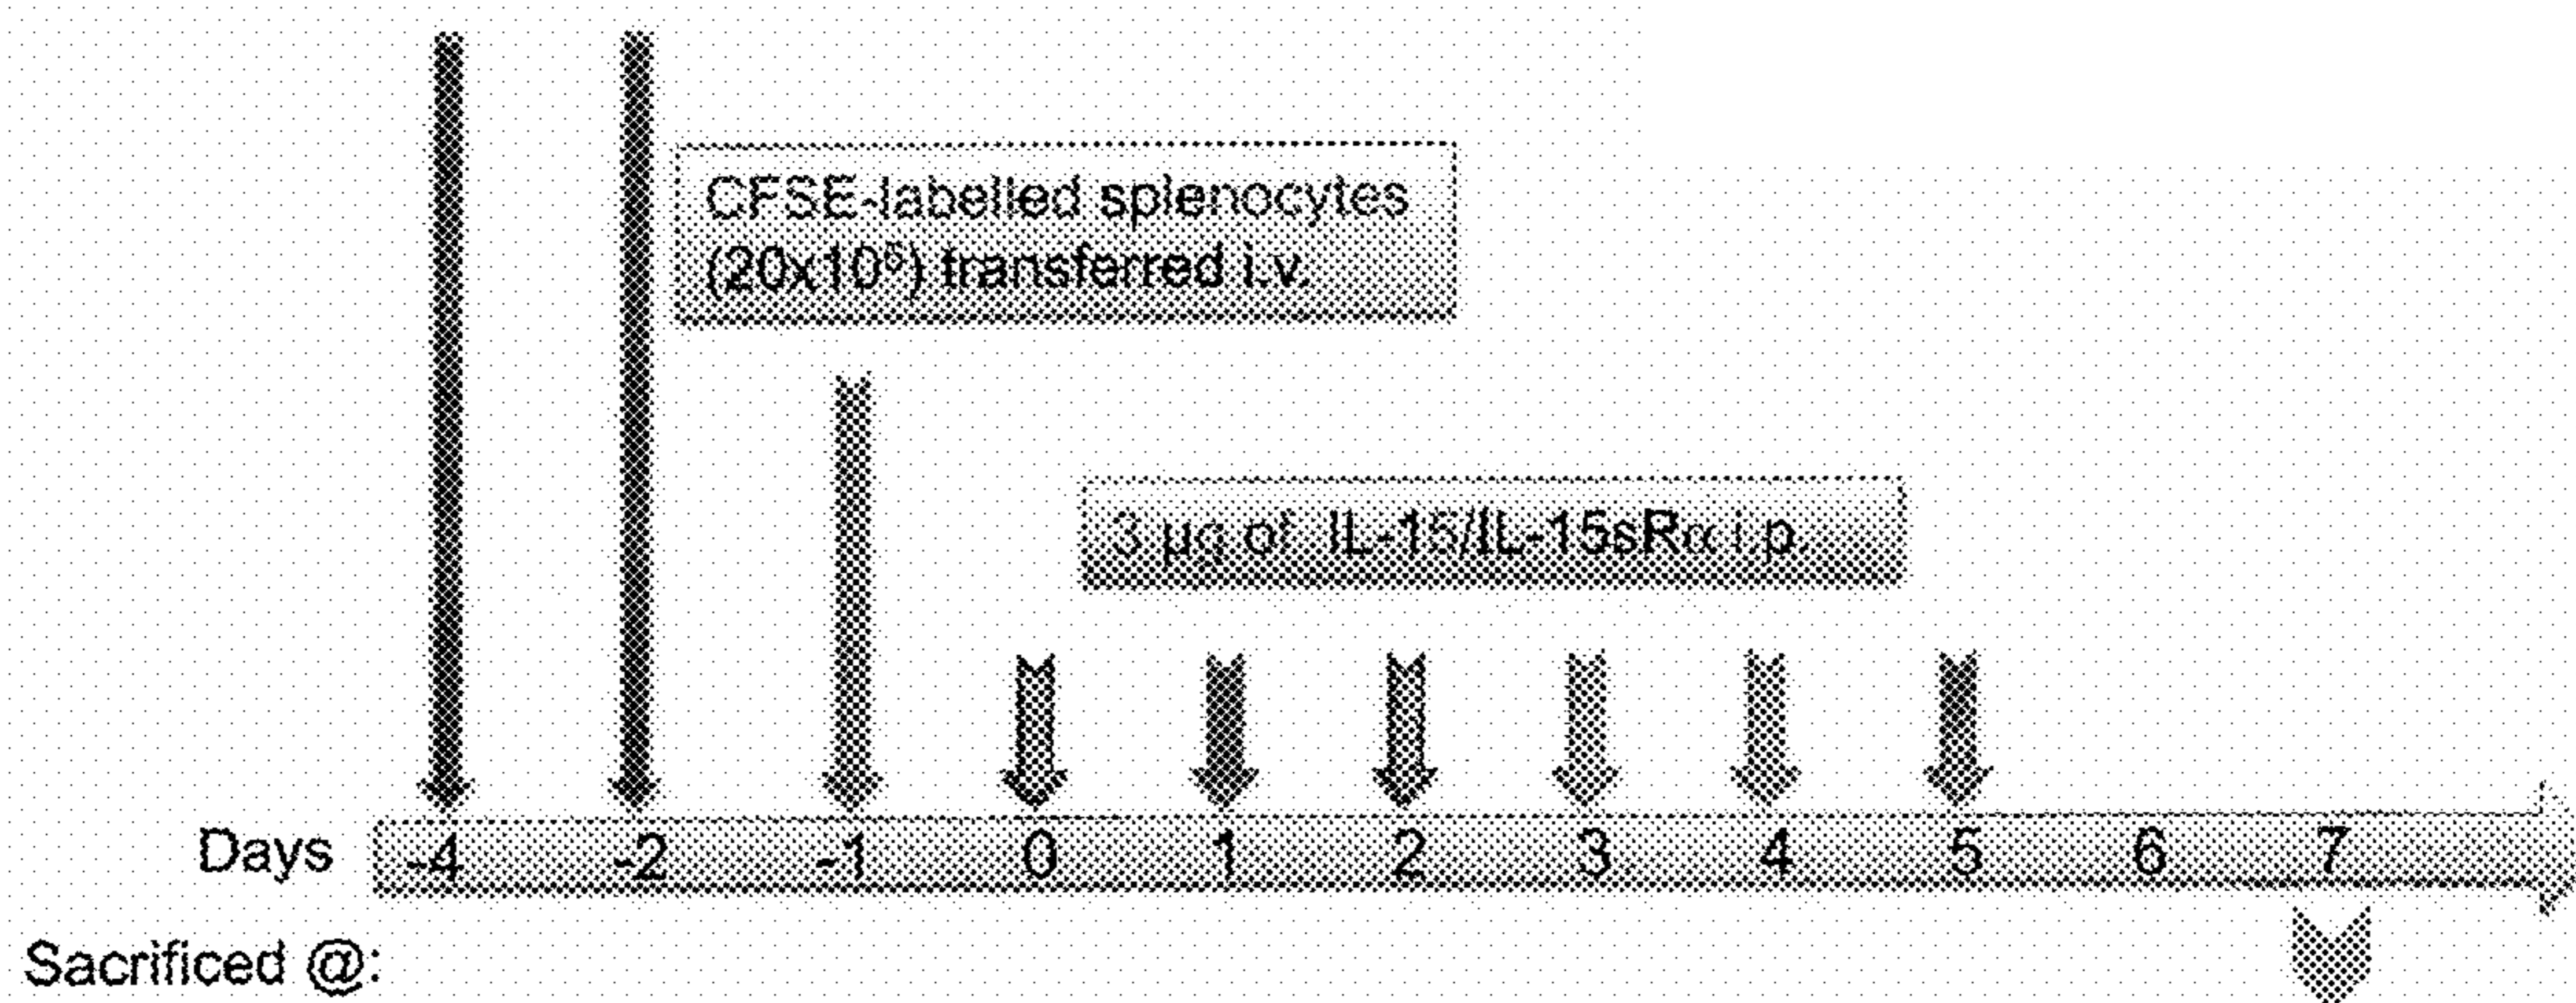 CFSE-labelled splenocytes
(20x10⁶) transferred i.v.
3 µg of IL-15/IL-15sRα i.p.
Days -4 -2 -1 0 1 2 3 4 5 6 7
Sacrificed @: